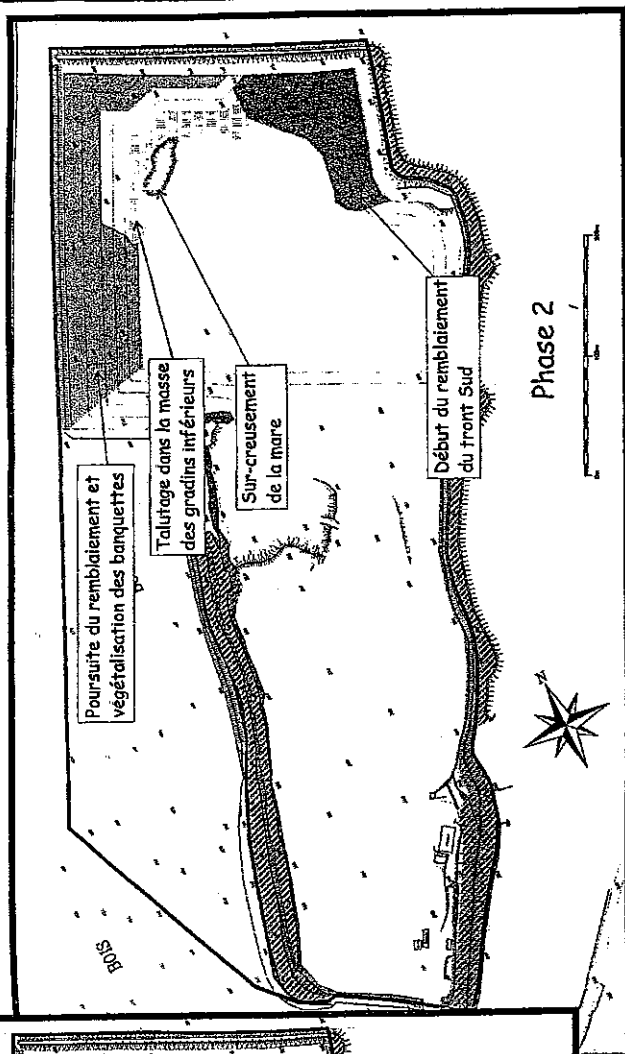 Poursuite du remblaiement et
végétalisation des banquettes
Talutage dans la masse
des gradins inférieurs
Sur-creusement
de la mare
Début du remblaiement
du front Sud
Phase 2
BOIS
N